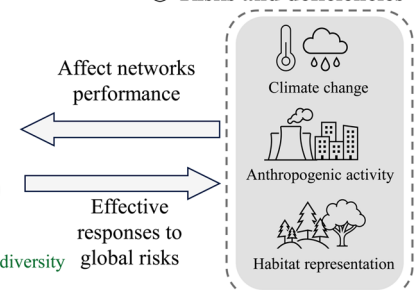 Affect networks
performance
Climate change
Anthropogenic activity
Effective
responses to
diversity global risks
Habitat representation